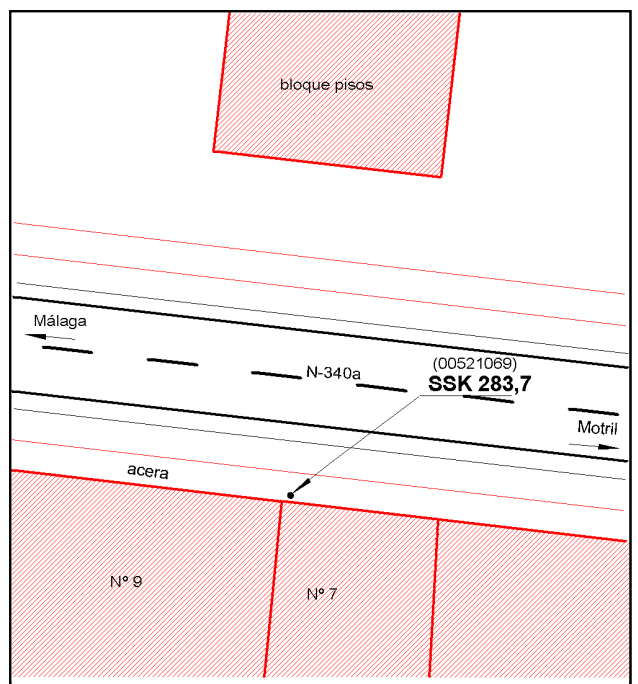 bloque pisos
Málaga
(00521069)
N-340a
SSK 283,7
Motril
acera
Nº 9
Nº 7